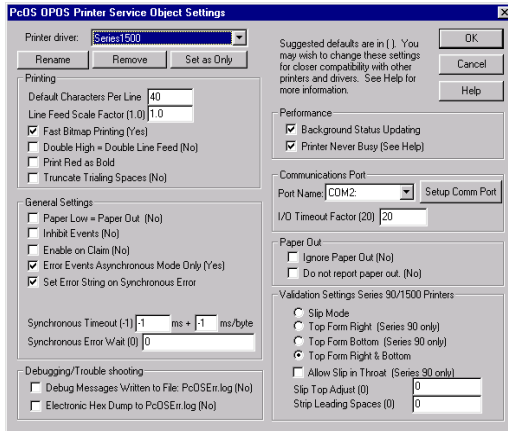 PcOS OPOS Printer Service Object Settings
Printer driver: Series1500
Rename Remove Set as Only
Printing
Default Characters Per Line 40
Line Feed Scale Factor (1.0) 1.0
Fast Bitmap Printing (Yes)
Double High = Double Line Feed (No)
Print Red as Bold
Truncate Trialing Spaces (No)
General Settings
Paper Low = Paper Out (No)
Inhibit Events (No)
Enable on Claim (No)
Error Events Asynchronous Mode Only (Yes)
Set Error String on Synchronous Error
Synchronous Timeout (-1) -1 ms + -1 ms/byte
Synchronous Error Wait (0) 0
Debugging/Trouble shooting
Debug Messages Written to File: PcOSErr.log (No)
Electronic Hex Dump to PcOSErr.log (No)
Suggested defaults are in ( ). You
may wish to change these settings
for closer compatibility with other
printers and drivers. See Help for
more information.
OK
Cancel
Help
Performance
Background Status Updating
Printer Never Busy (See Help)
Communications Port
Port Name: COM2: Setup Comm Port
I/O Timeout Factor (20) 20
Paper Out
Ignore Paper Out (No)
Do not report paper out. (No)
Validation Settings Series 90/1500 Printers
Slip Mode
Top Form Right (Series 90 only)
Top Form Bottom (Series 90 only)
Top Form Right & Bottom
Allow Slip in Throat (Series 90 only)
Slip Top Adjust (0) 0
Strip Leading Spaces (0) 0